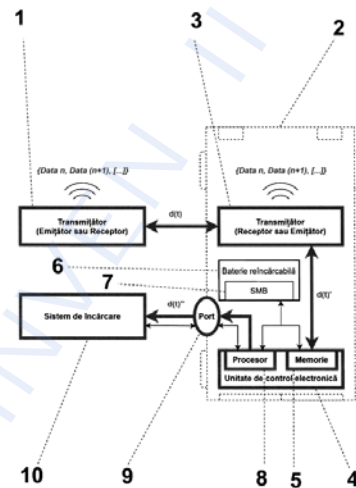 1
3
2
{Data n, Data (n+1), [...]}
{Data n, Data (n+1), [...]}
Transmițător
(Emițător sau Receptor)
d(t)
Transmițător
(Receptor sau Emițător)
6
7
Baterie reîncărcabilă
SMB
d(t)'
d(t)''
Sistem de încărcare
Port
Procesor
Memorie
Unitate de control electronică
10
9
8
5
4